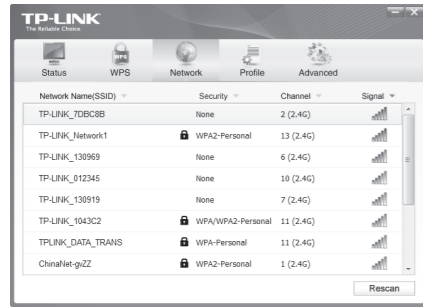 TP-LINK
The Reliable Choice
Status WPS Network Profile Advanced
Network Name(SSID) Security Channel Signal
TP-LINK_7DBC8B None 2 (2.4G)
TP-LINK_Network1 WPA2-Personal 13 (2.4G)
TP-LINK_130969 None 6 (2.4G)
TP-LINK_012345 None 10 (2.4G)
TP-LINK_130919 None 7 (2.4G)
TP-LINK_1043C2 WPA/WPA2-Personal 11 (2.4G)
TPLINK_DATA_TRANS WPA-Personal 11 (2.4G)
ChinaNet-gvZZ WPA2-Personal 1 (2.4G)
Rescan